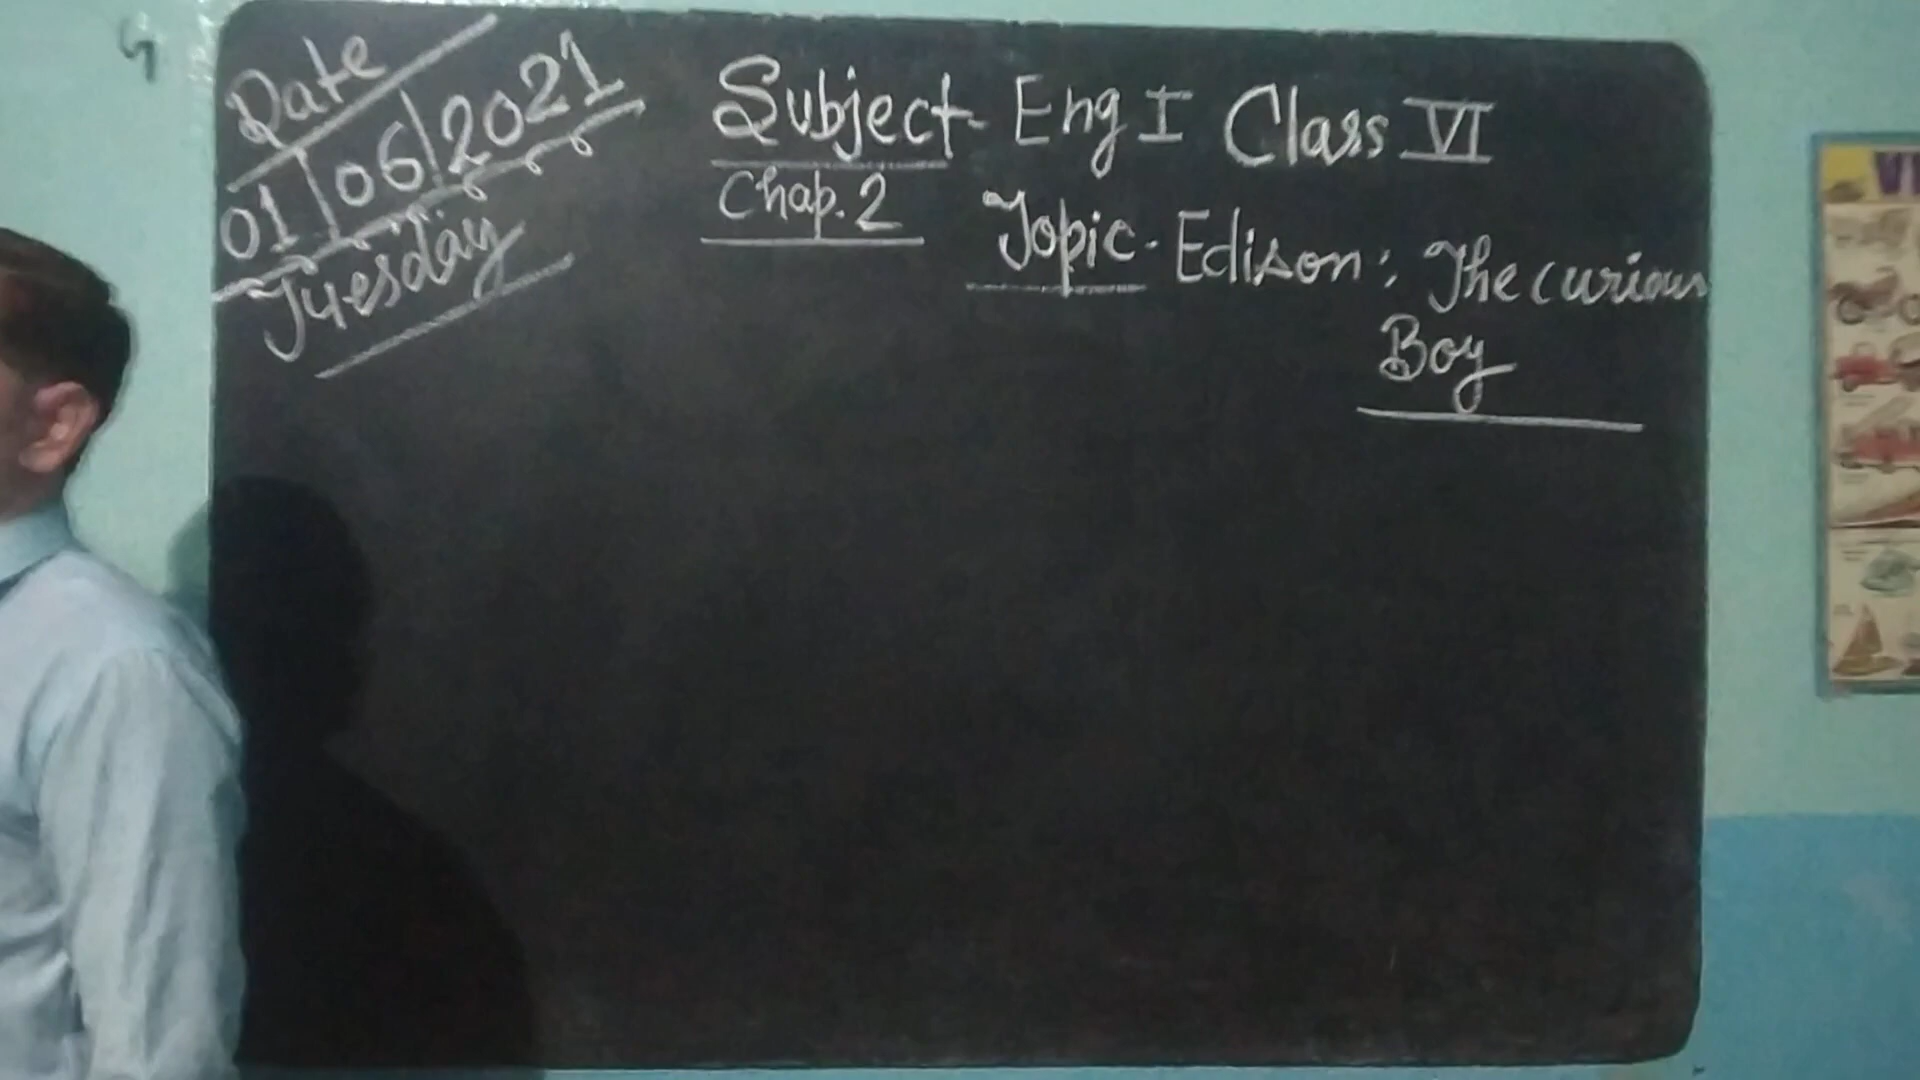 Date
01/06/2021
Tuesday
Subject- Eng I Class VI
Chap. 2
Topic- Edison: The curious
Boy